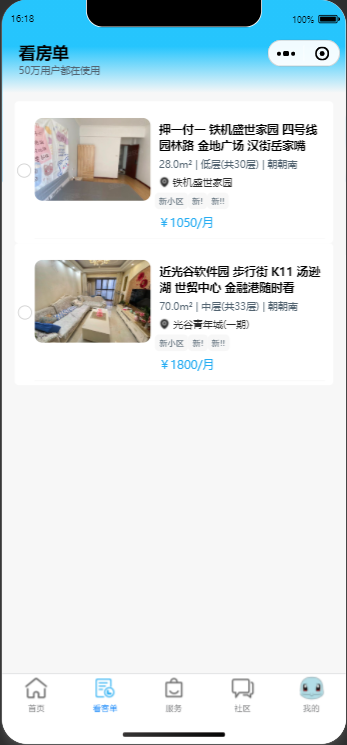 16:18
100%
看房单
50万用户都在使用
押一付一 铁机盛世家园 四号线
园林路 金地广场 汉街岳家嘴
28.0m² | 低层(共30层) | 朝朝南
铁机盛世家园
新小区 新! 新!!
￥1050/月
近光谷软件园 步行街 K11 汤逊
湖 世贸中心 金融港随时看
70.0m² | 中层(共33层) | 朝朝南
光谷青年城(一期)
新小区 新! 新!!
￥1800/月
首页
看客单
服务
社区
我的